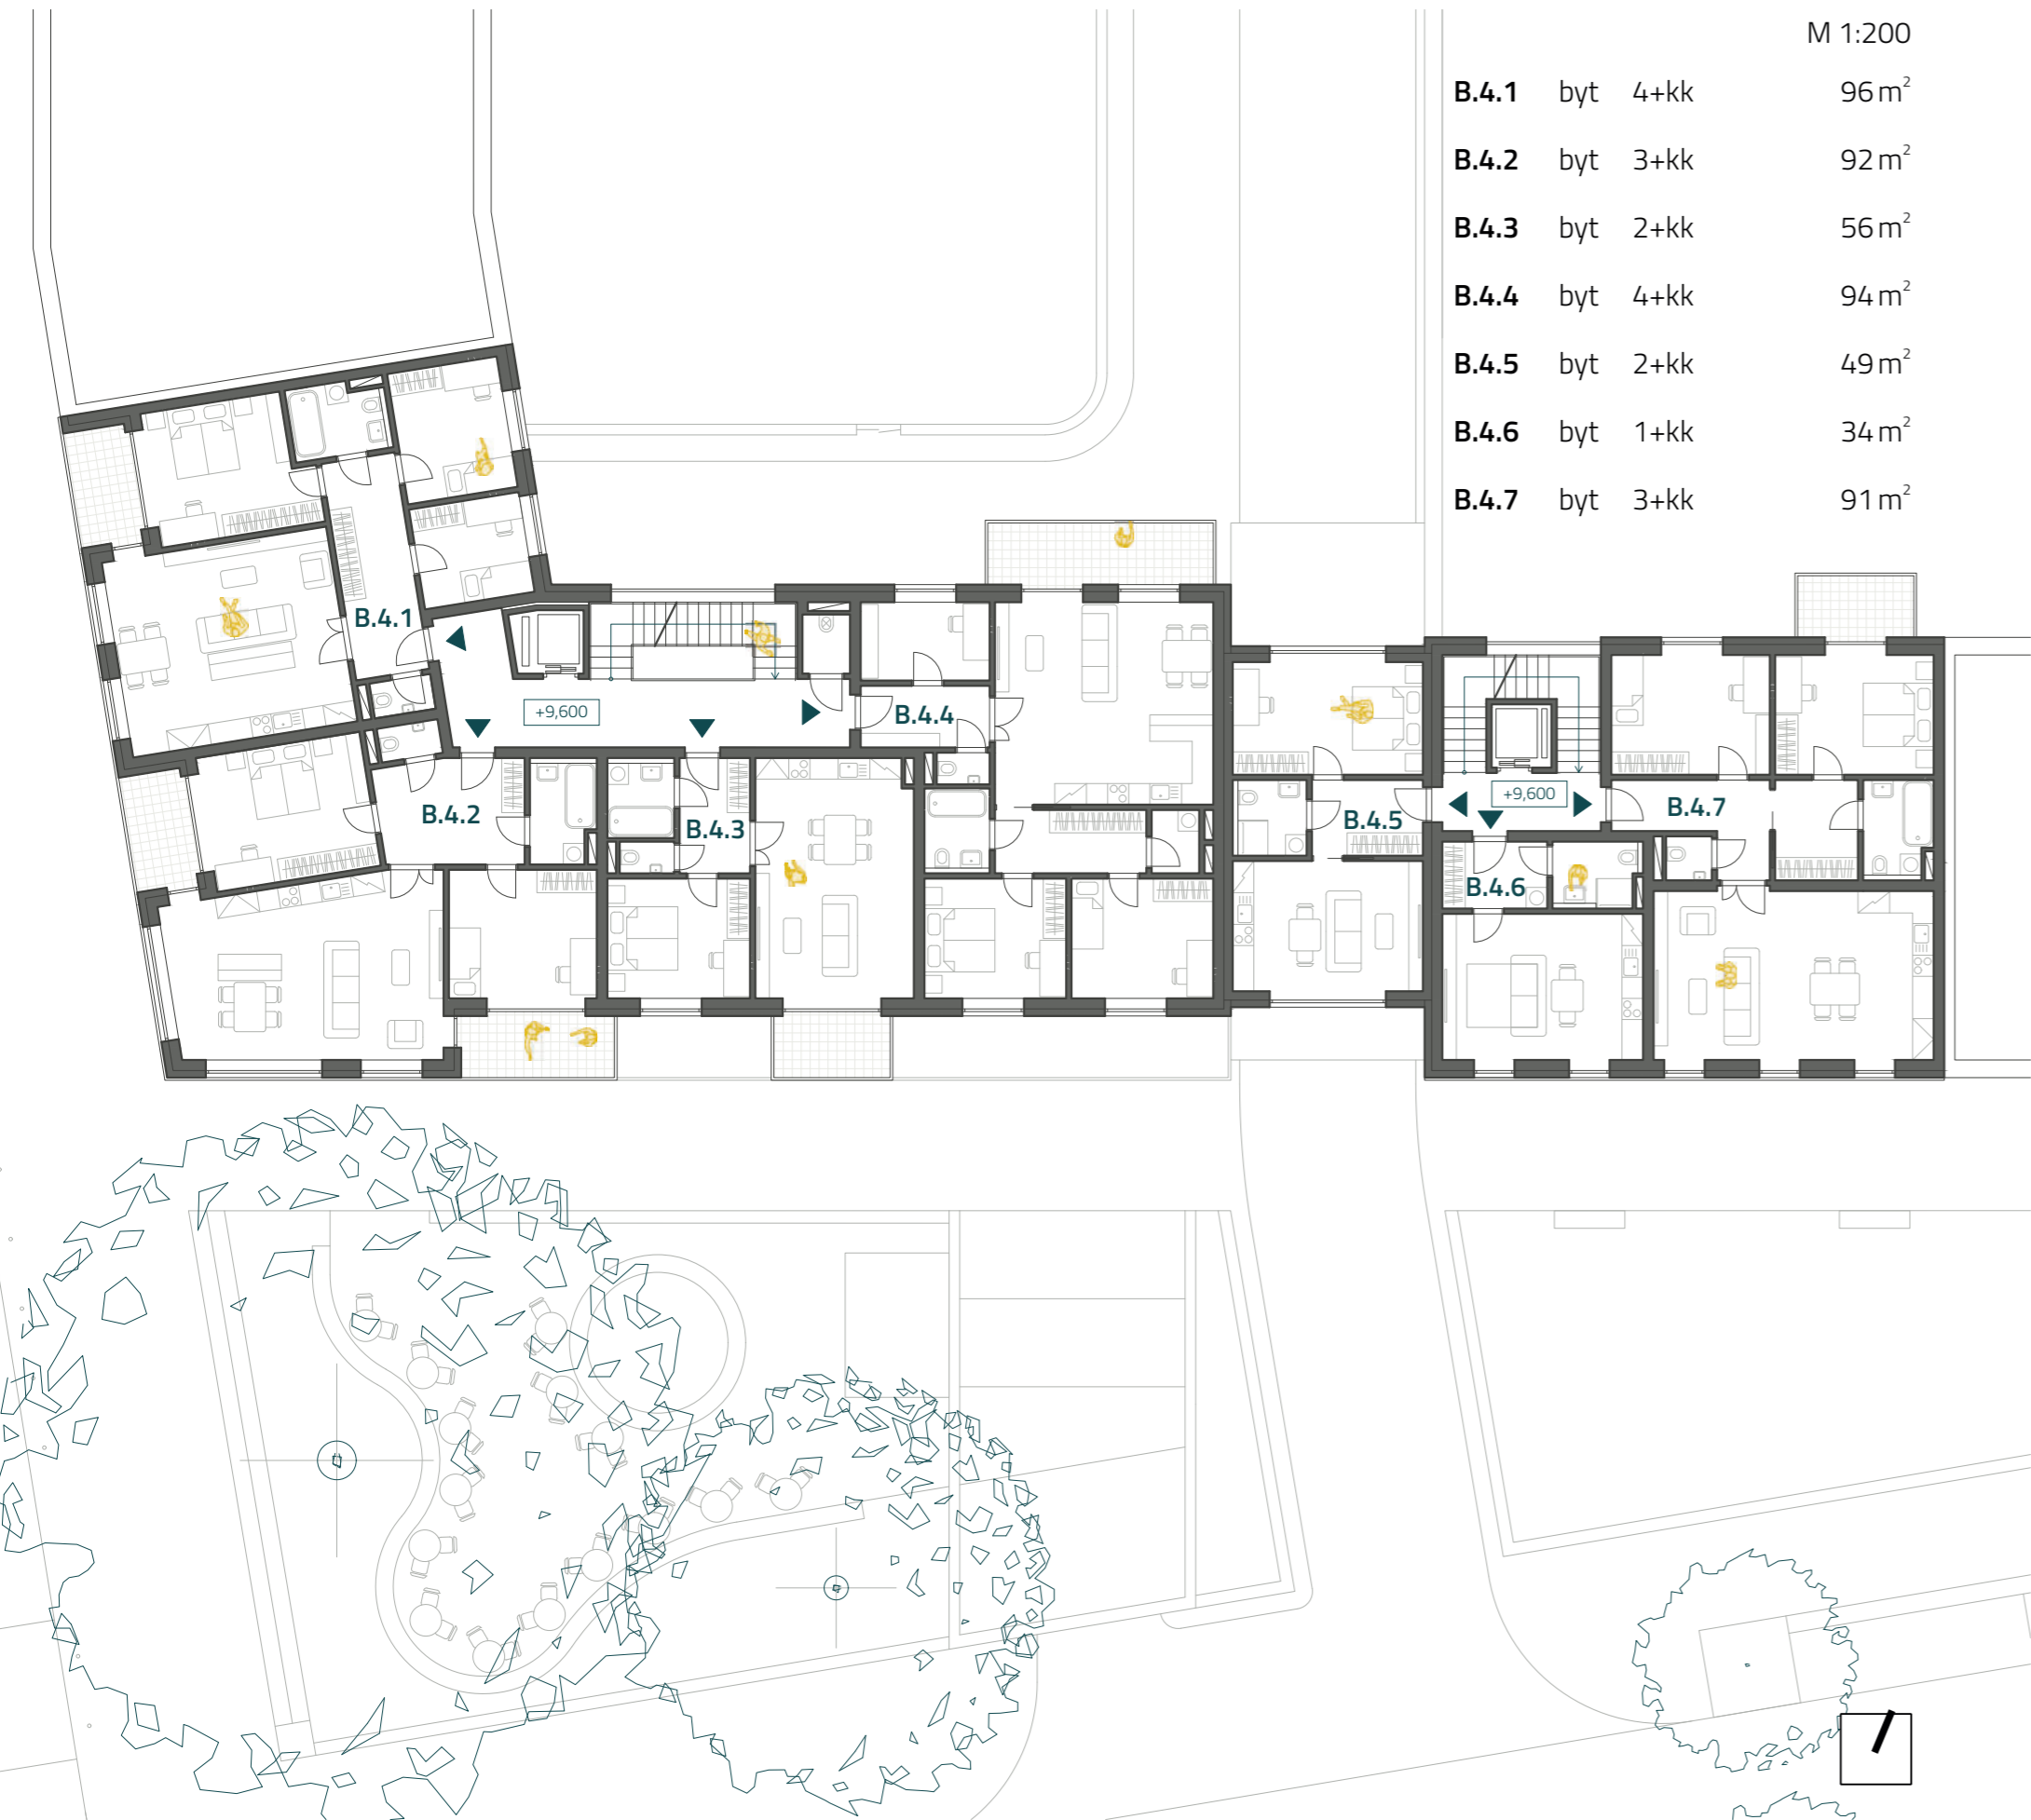 M 1:200
B.4.1 byt 4+kk 96 m²
B.4.2 byt 3+kk 92 m²
B.4.3 byt 2+kk 56 m²
B.4.4 byt 4+kk 94 m²
B.4.5 byt 2+kk 49 m²
B.4.6 byt 1+kk 34 m²
B.4.7 byt 3+kk 91 m²
B.4.1
+9,600
B.4.4
B.4.2
B.4.3
+9,600
B.4.5
B.4.7
B.4.6